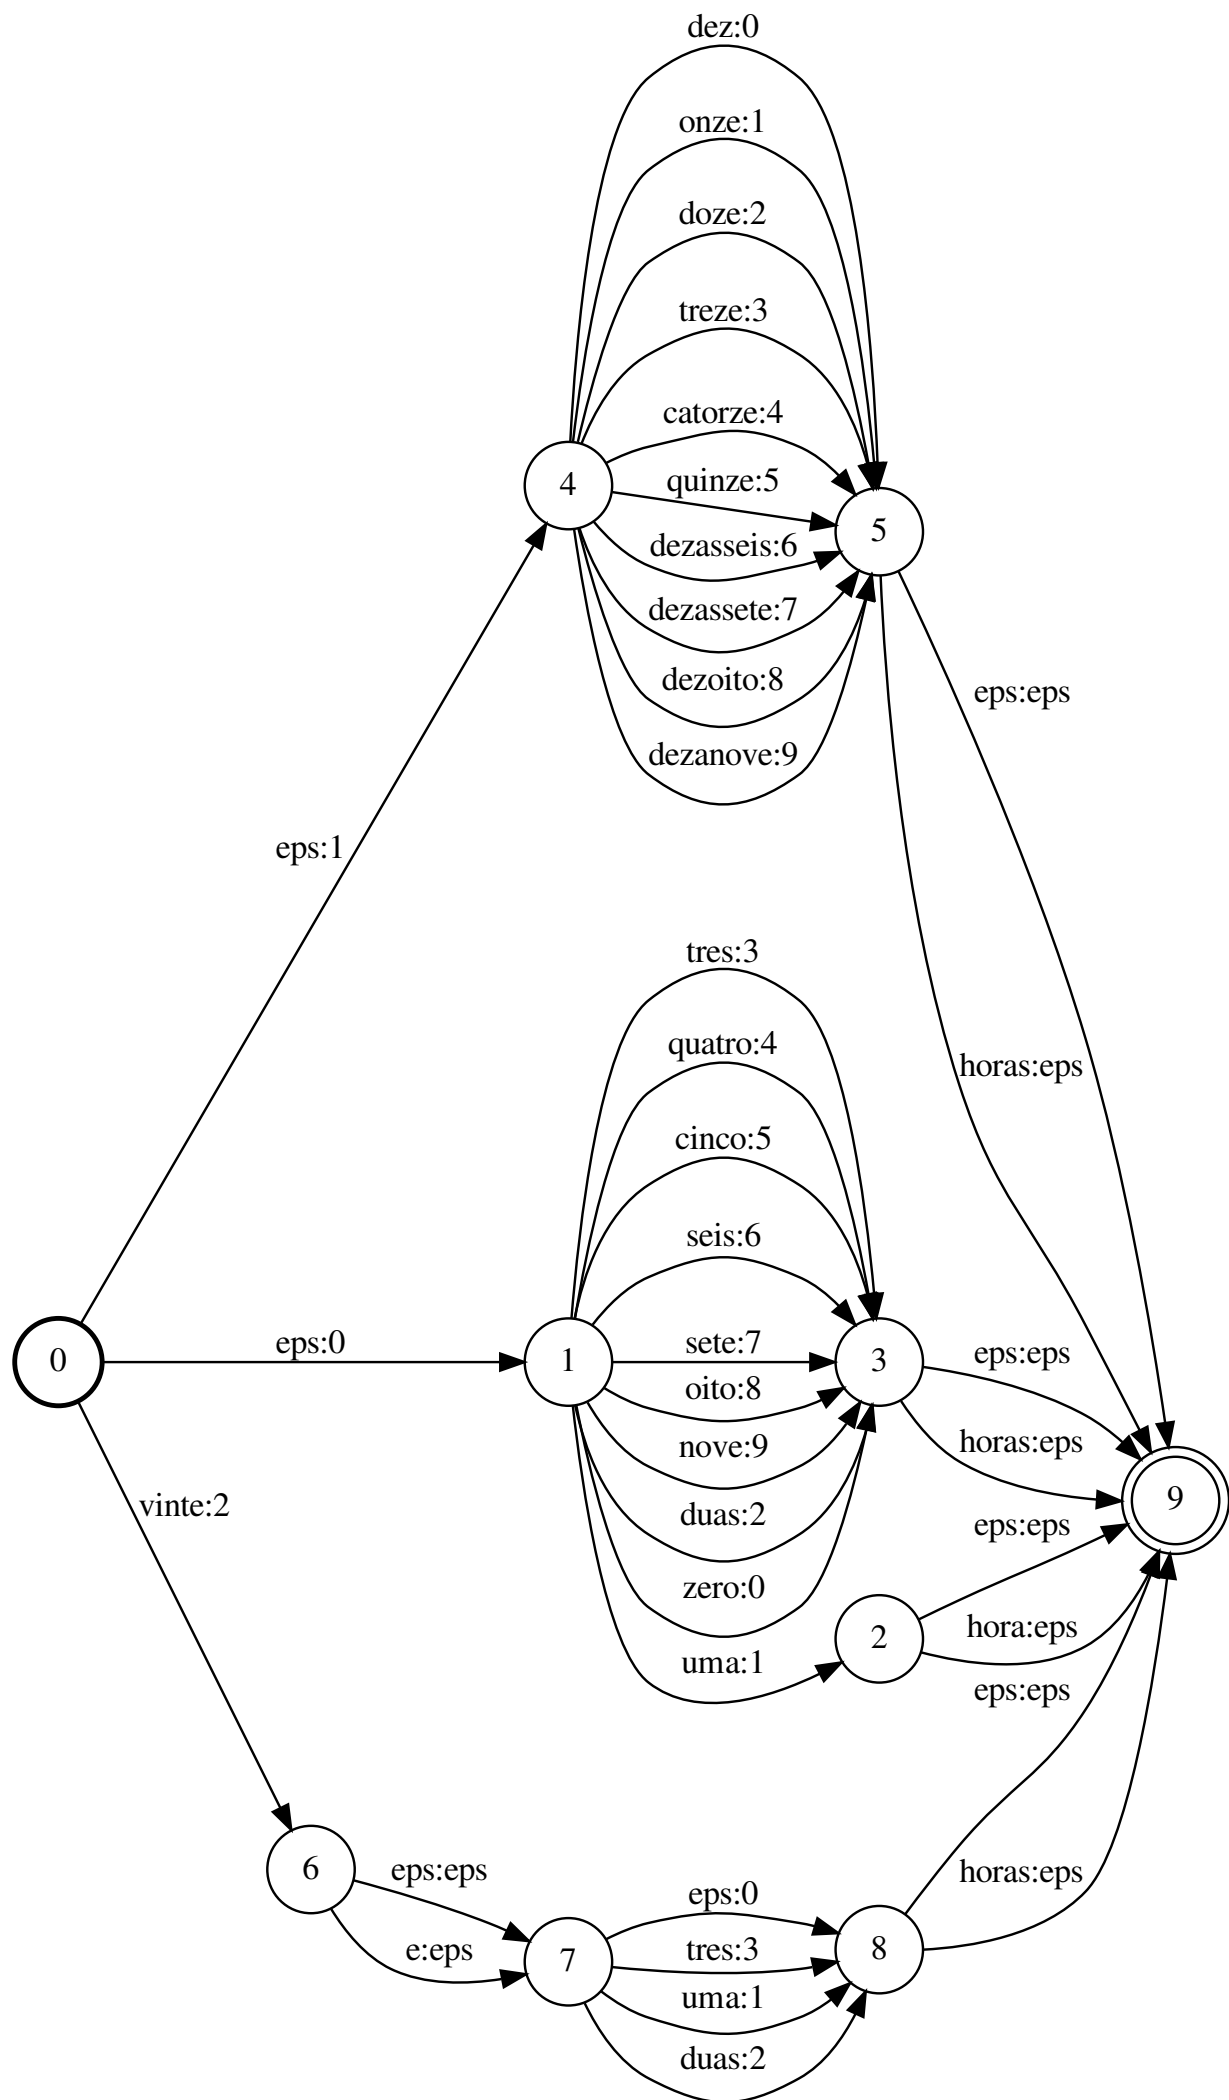 dez:0
onze:1
doze:2
treze:3
catorze:4
4
quinze:5
5
dezasseis:6
dezassete:7
dezoito:8
eps:eps
dezanove:9
eps:1
tres:3
quatro:4
horas:eps
cinco:5
seis:6
0
eps:0
1
sete:7
3
eps:eps
oito:8
nove:9
horas:eps
vinte:2
duas:2
9
eps:eps
zero:0
2
hora:eps
uma:1
eps:eps
6
eps:eps
eps:0
horas:eps
e:eps
7
tres:3
8
uma:1
duas:2